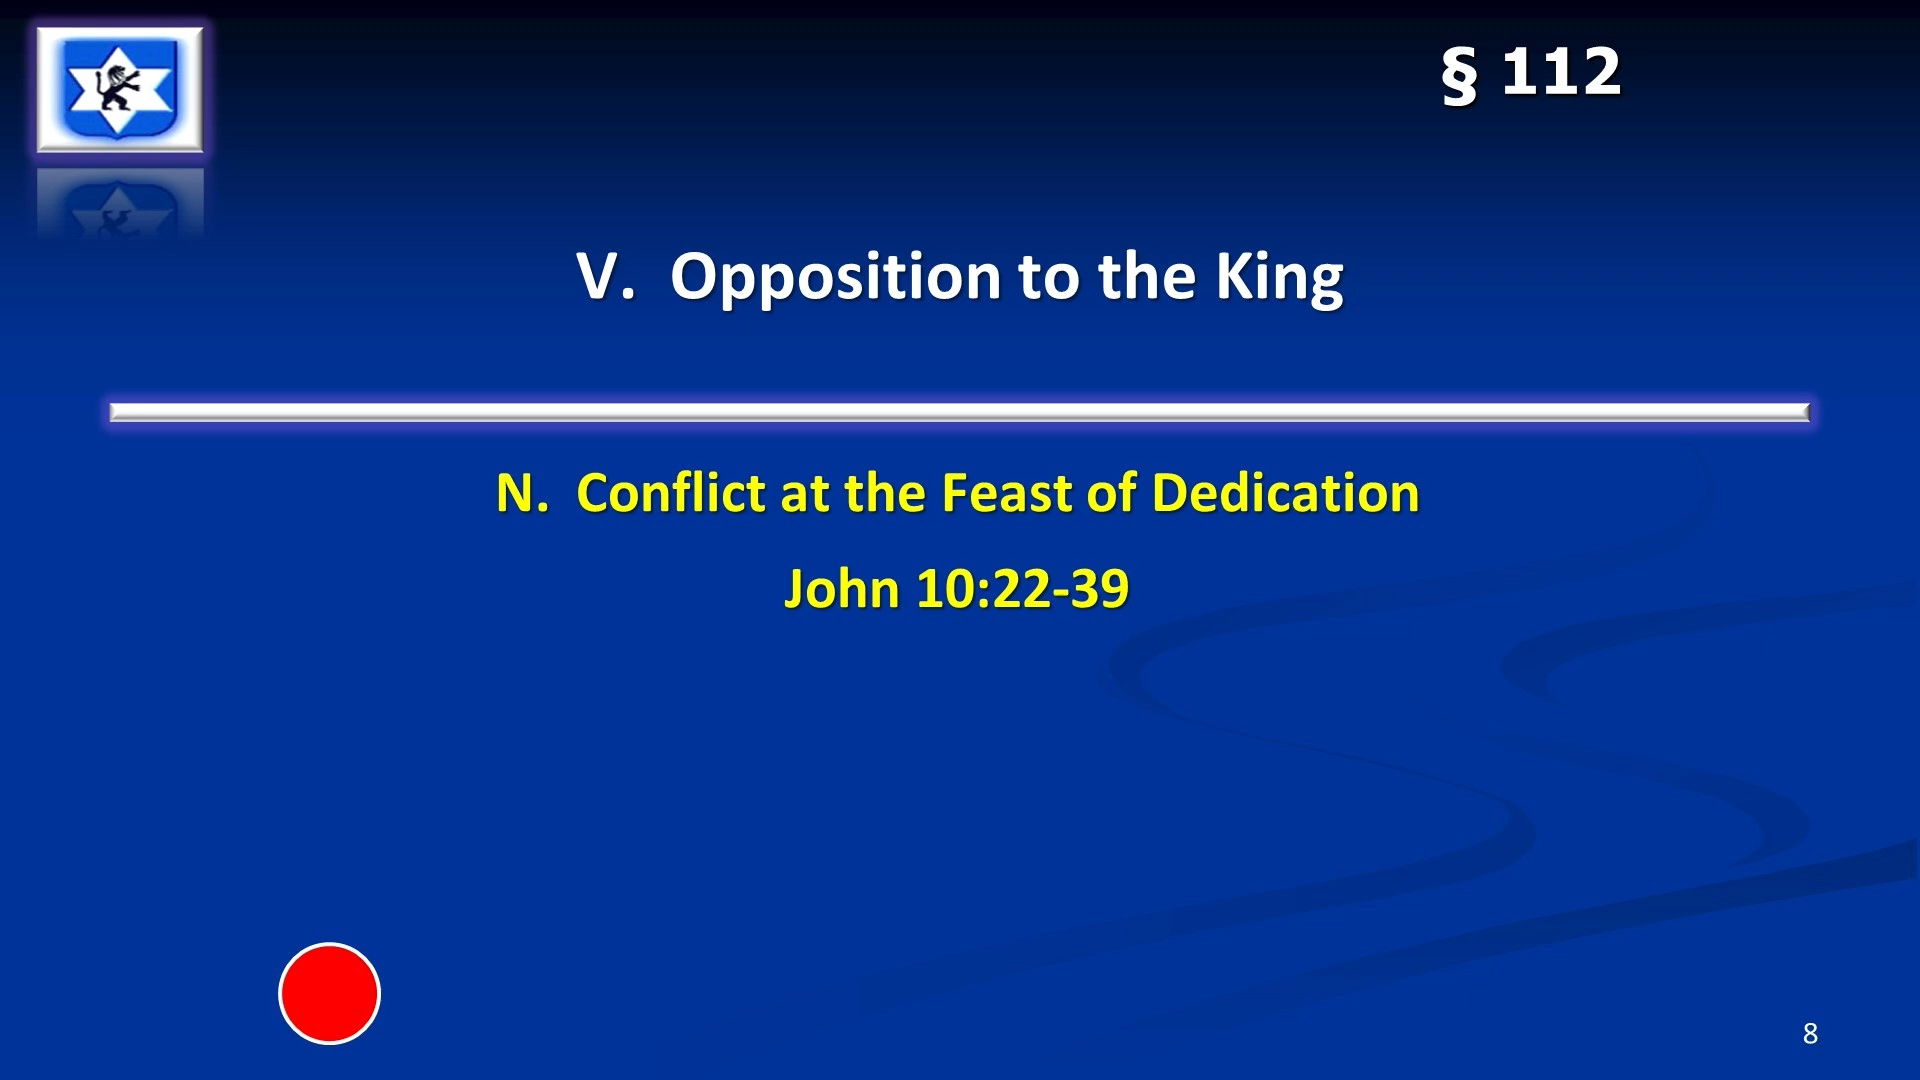 § 112
V. Opposition to the King
N. Conflict at the Feast of Dedication
John 10:22-39
8